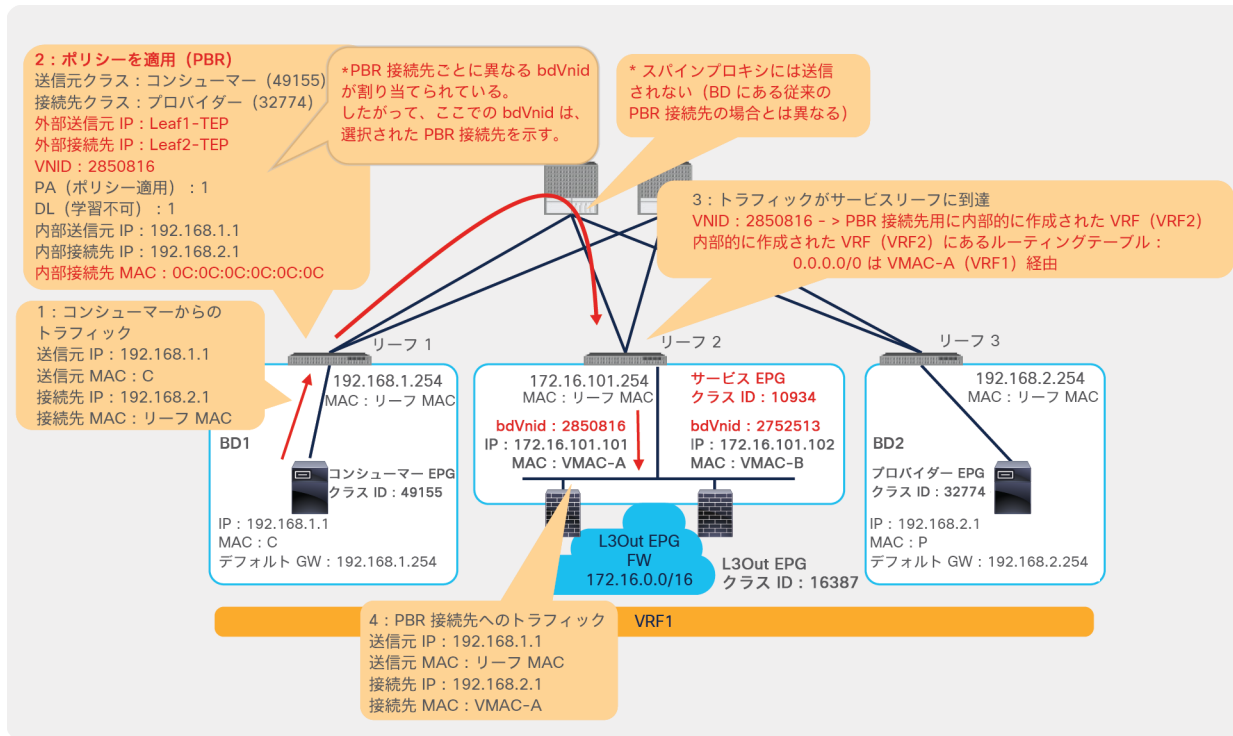 2：ポリシーを適用（PBR）
送信元クラス：コンシューマー（49155）
接続先クラス：プロバイダー（32774）
外部送信元 IP：Leaf1-TEP
外部接続先 IP：Leaf2-TEP
VNID：2850816
PA（ポリシー適用）：1
DL（学習不可）：1
内部送信元 IP：192.168.1.1
内部接続先 IP：192.168.2.1
内部接続先 MAC：0C:0C:0C:0C:0C:0C
*PBR 接続先ごとに異なる bdVnid
が割り当てられている。
したがって、ここでの bdVnid は、
選択された PBR 接続先を示す。
* スパインプロキシには送信
されない（BD にある従来の
PBR 接続先の場合とは異なる）
3：トラフィックがサービスリーフに到達
VNID：2850816 - > PBR 接続先用に内部的に作成された VRF（VRF2）
内部的に作成された VRF（VRF2）にあるルーティングテーブル：
0.0.0.0/0 は VMAC-A（VRF1）経由
1：コンシューマーからの
トラフィック
送信元 IP：192.168.1.1
送信元 MAC：C
接続先 IP：192.168.2.1
接続先 MAC：リーフ MAC
リーフ 1
192.168.1.254
MAC：リーフ MAC
BD1
コンシューマー EPG
クラス ID：49155
IP：192.168.1.1
MAC：C
デフォルト GW：192.168.1.254
リーフ 2
172.16.101.254
MAC：リーフ MAC
サービス EPG
クラス ID：10934
bdVnid：2850816
IP：172.16.101.101
MAC：VMAC-A
bdVnid：2752513
IP：172.16.101.102
MAC：VMAC-B
L3Out EPG
FW
172.16.0.0/16
L3Out EPG
クラス ID：16387
リーフ 3
192.168.2.254
MAC：リーフ MAC
BD2
プロバイダー EPG
クラス ID：32774
IP：192.168.2.1
MAC：P
デフォルト GW：192.168.2.254
VRF1
4：PBR 接続先へのトラフィック
送信元 IP：192.168.1.1
送信元 MAC：リーフ MAC
接続先 IP：192.168.2.1
接続先 MAC：VMAC-A